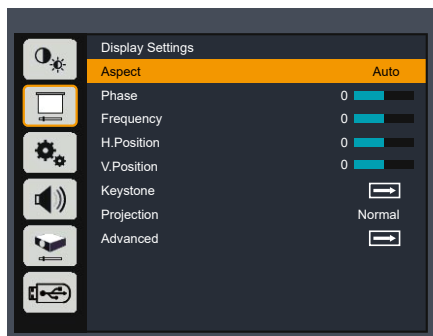 Display Settings
Aspect Auto
Phase 0
Frequency 0
H.Position 0
V.Position 0
Keystone
Projection Normal
Advanced